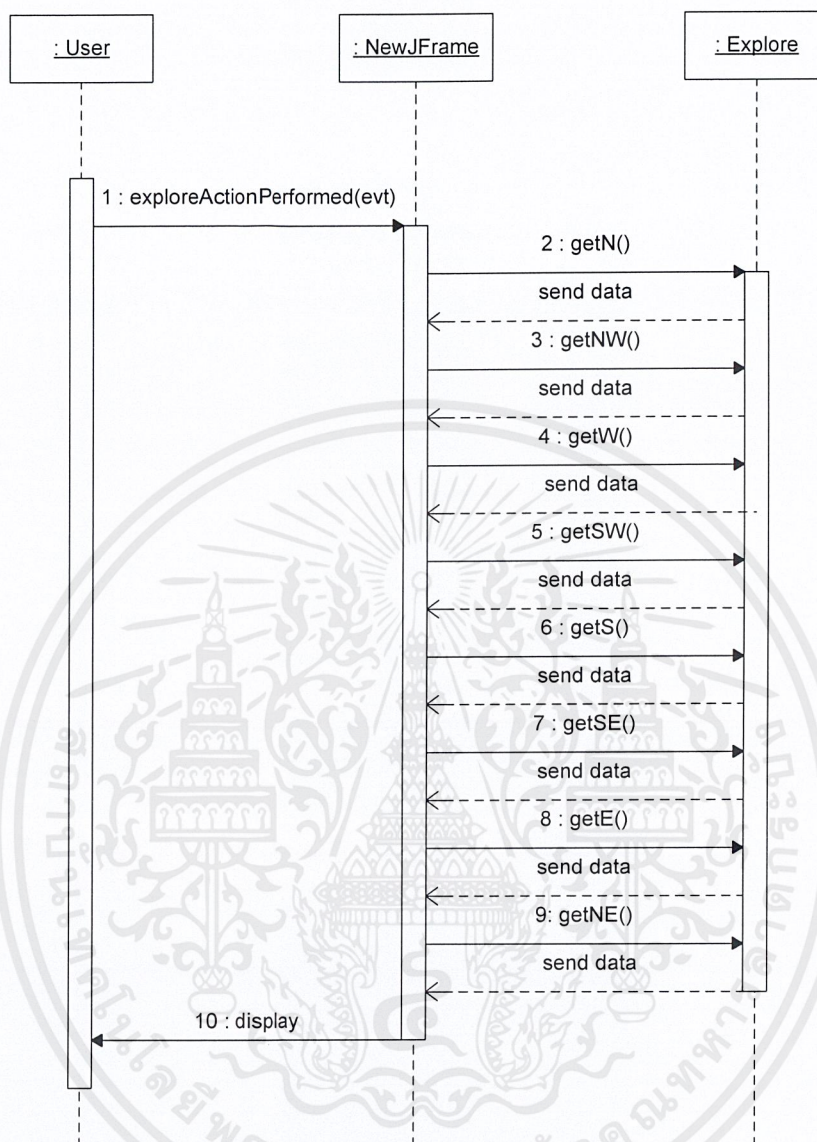 : User
: NewJFrame
: Explore
1 : exploreActionPerformed(evt)
2 : getN()
send data
3 : getNW()
send data
4 : getW()
send data
5 : getSW()
send data
6 : getS()
send data
7 : getSE()
send data
8 : getE()
send data
9: getNE()
send data
10 : display